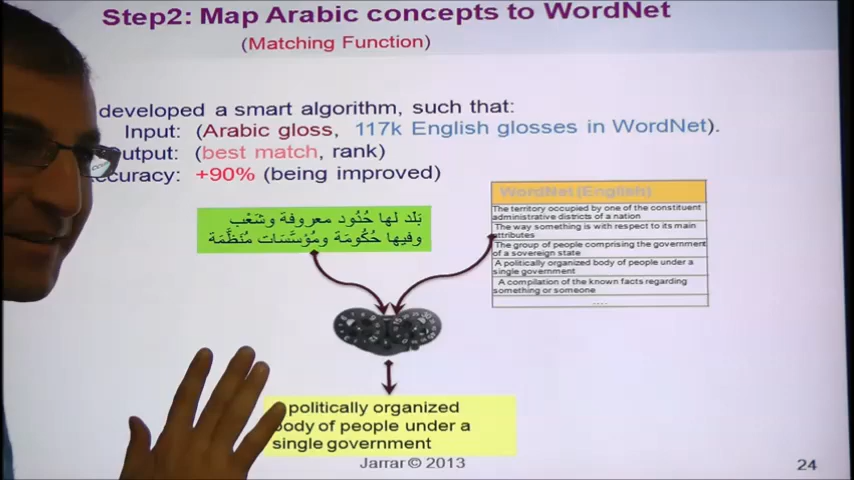 Step2: Map Arabic concepts to WordNet
(Matching Function)
developed a smart algorithm, such that:
Input: (Arabic gloss, 117k English glosses in WordNet).
utput: (best match, rank)
curacy: +90% (being improved)
بَلَد لها حُدُود معروفة وشَعْب
وفيها حُكُومَة ومُؤسَّسَات مُنَظَّمَة
WordNet (English)
The territory occupied by one of the constituent
administrative districts of a nation
The way something is with respect to its main
attributes
The group of people comprising the government
of a sovereign state
A politically organized body of people under a
single government
A compilation of the known facts regarding
something or someone
....
politically organized
body of people under a
single government
Jarrar © 2013
24